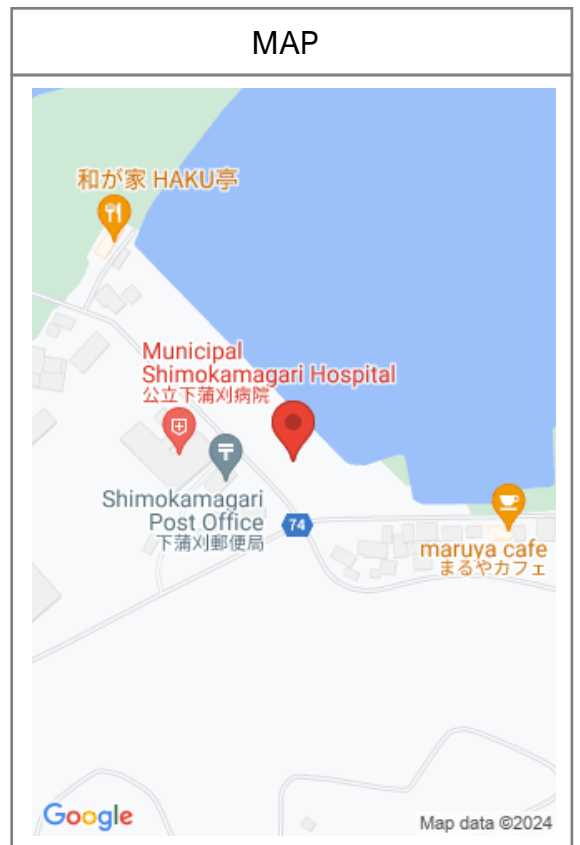 MAP
和が家 HAKU亭
Municipal
Shimokamagari Hospital
公立下蒲刈病院
Shimokamagari
Post Office
下蒲刈郵便局
74
maruya cafe
まるやカフェ
Google
Map data ©2024